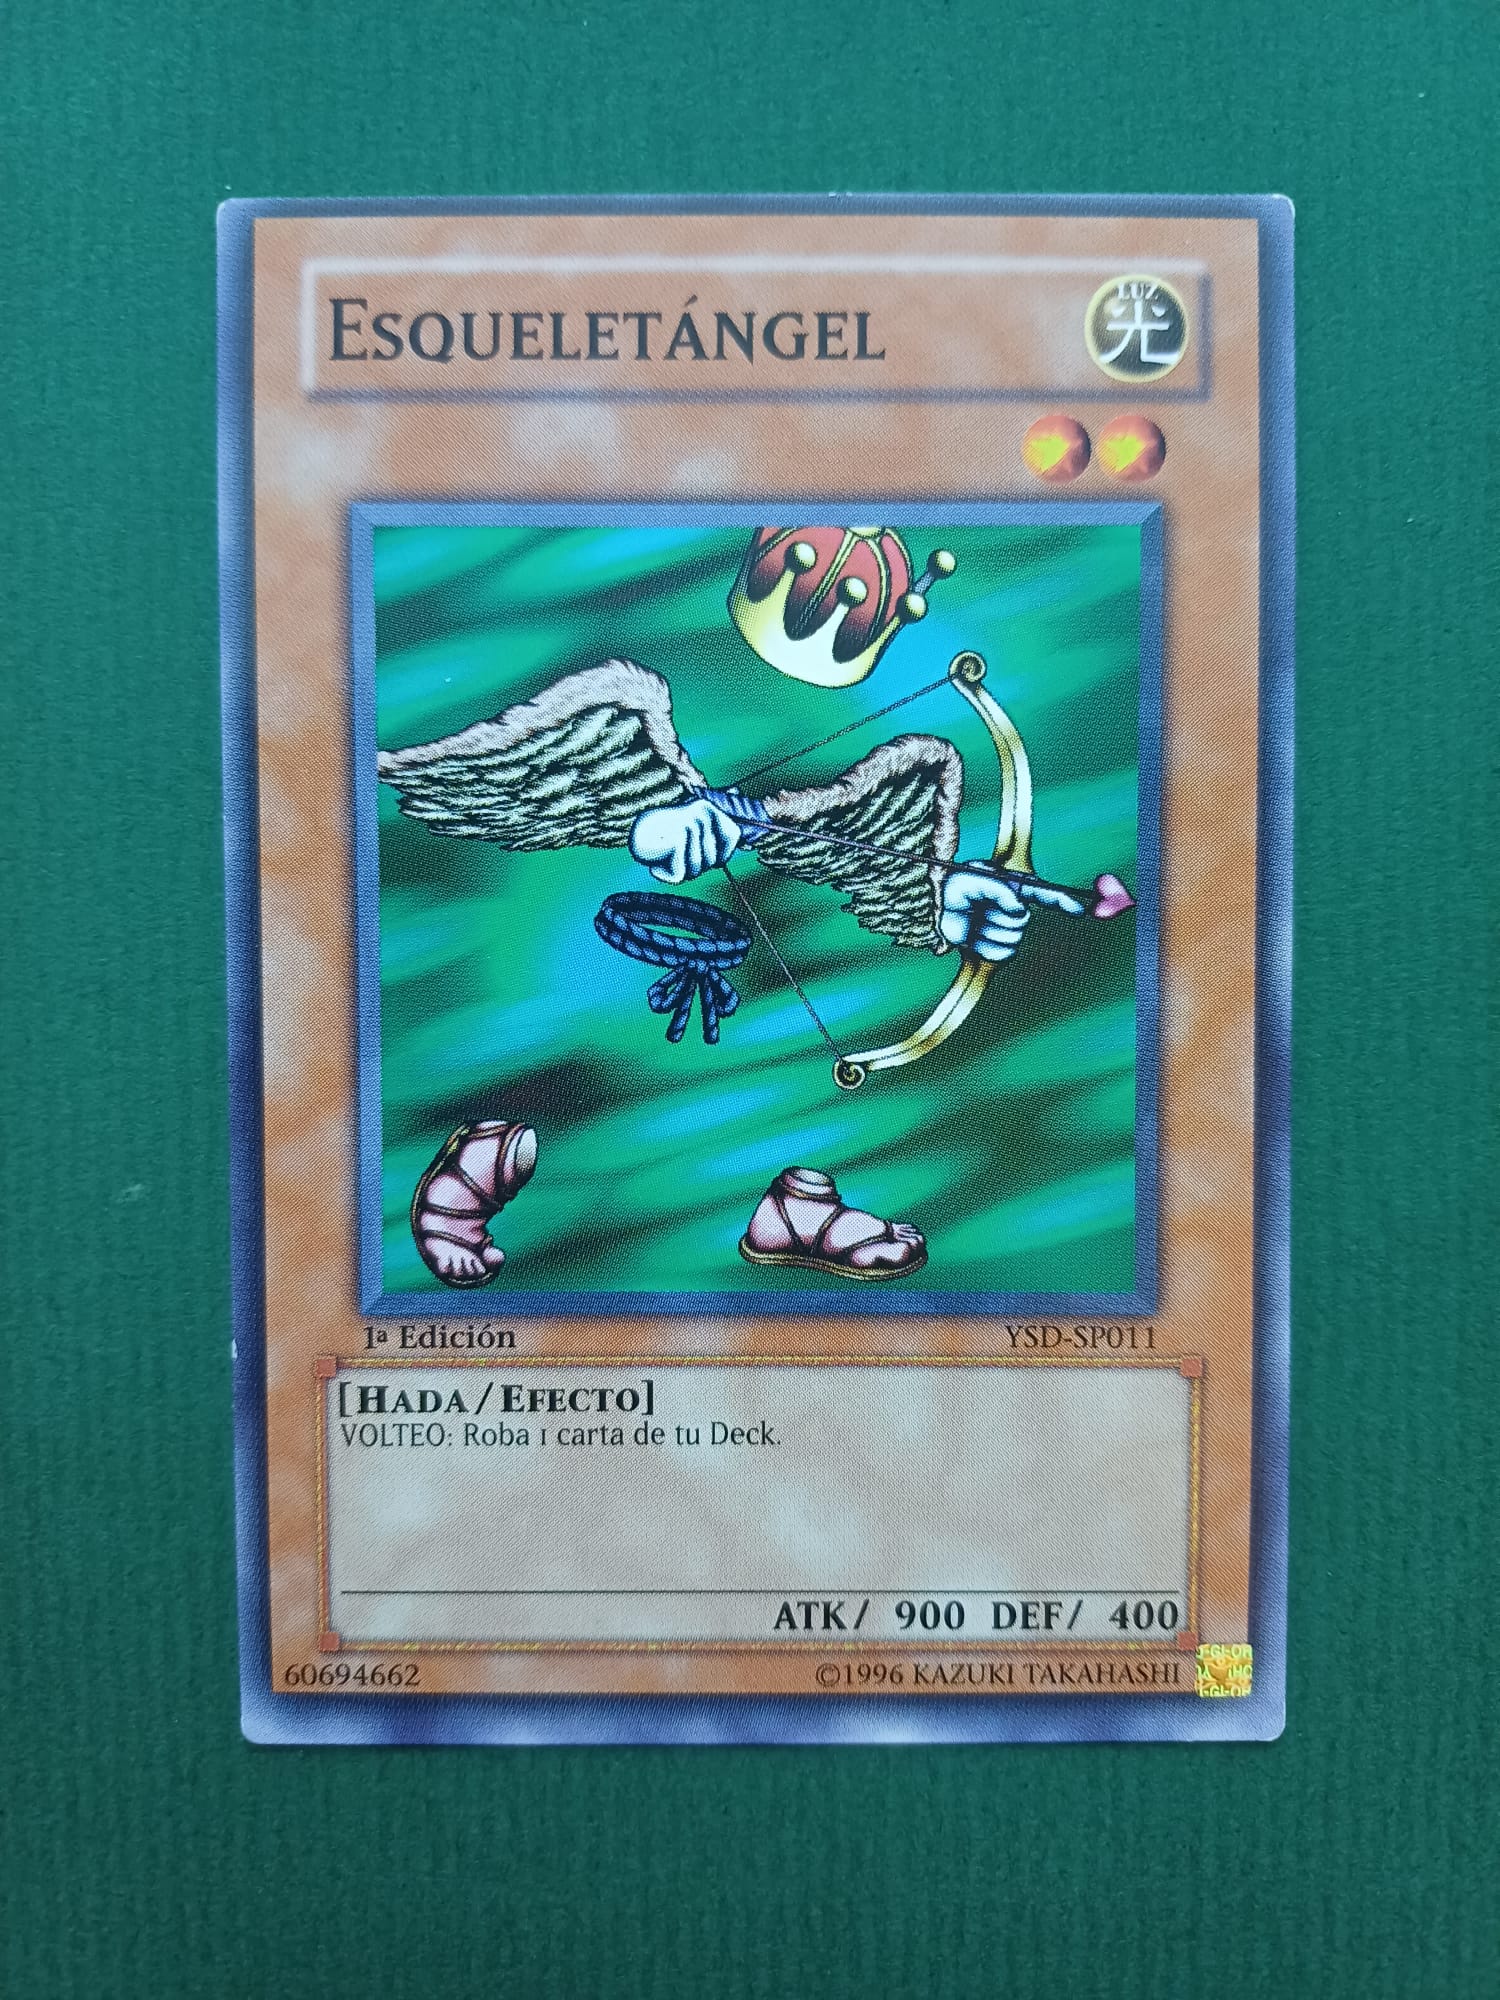 ESQUELETÁNGEL
LUZ
光
1ª Edición
YSD-SP011
[HADA/EFECTO]
VOLTEO: Roba 1 carta de tu Deck.
ATK/ 900 DEF/ 400
60694662
©1996 KAZUKI TAKAHASHI